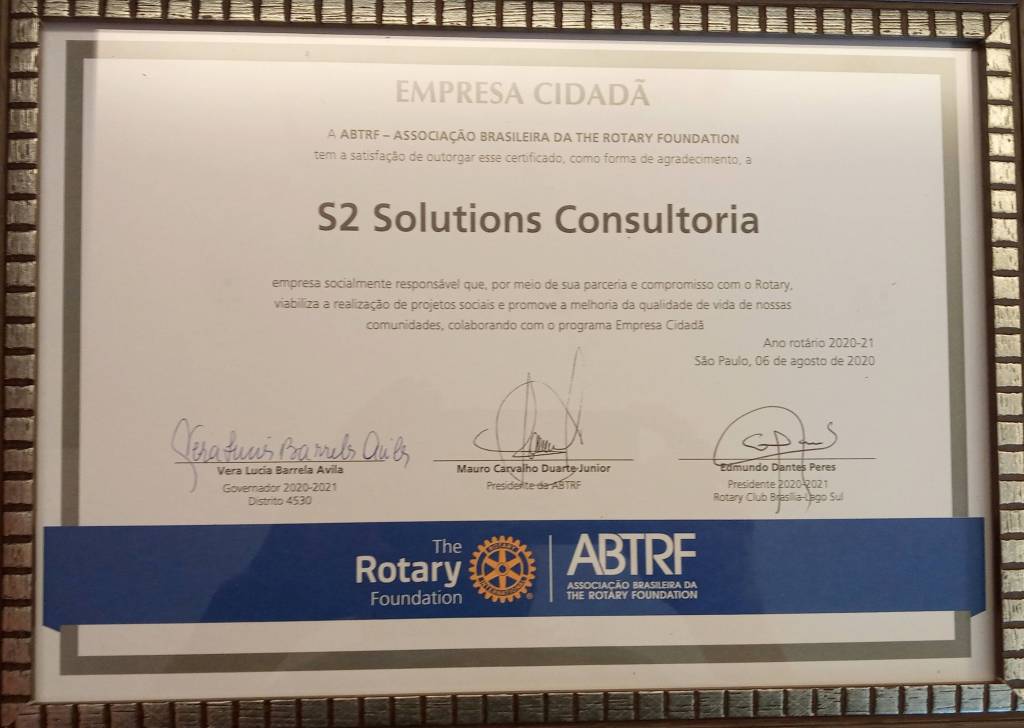 EMPRESA CIDADÃ
A ABTRF – ASSOCIAÇÃO BRASILEIRA DA THE ROTARY FOUNDATION
tem a satisfação de outorgar esse certificado, como forma de agradecimento, a
S2 Solutions Consultoria
empresa socialmente responsável que, por meio de sua parceria e compromisso com o Rotary,
viabiliza a realização de projetos sociais e promove a melhoria da qualidade de vida de nossas
comunidades, colaborando com o programa Empresa Cidadã
Ano rotário 2020-21
São Paulo, 06 de agosto de 2020
Vera Lucia Barrela Avila
Governador 2020-2021
Distrito 4530
Mauro Carvalho Duarte Junior
Presidente da ABTRF
Edmundo Dantes Peres
Presidente 2020-2021
Rotary Club Brasília-Lago Sul
The
Rotary
Foundation
ABTRF
ASSOCIAÇÃO BRASILEIRA DA
THE ROTARY FOUNDATION